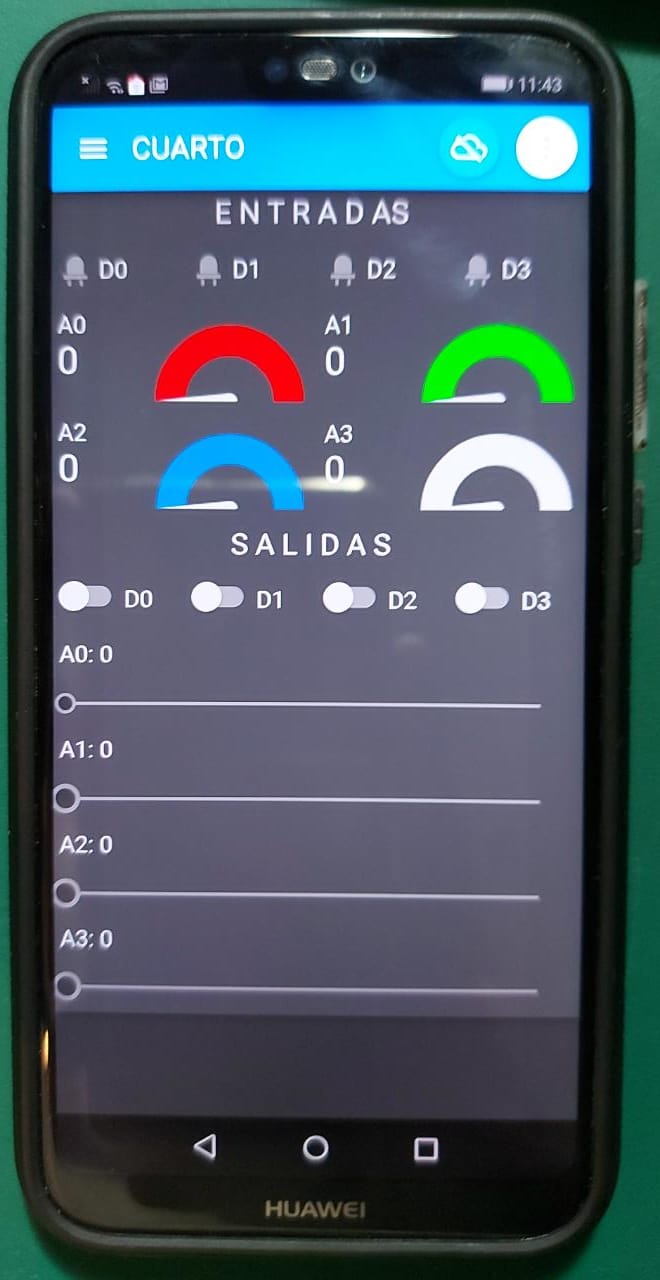 11:43
CUARTO
ENTRADAS
D0 D1 D2 D3
A0 A1
0 0
A2 A3
0 0
SALIDAS
D0 D1 D2 D3
A0: 0
A1: 0
A2: 0
A3: 0
HUAWEI